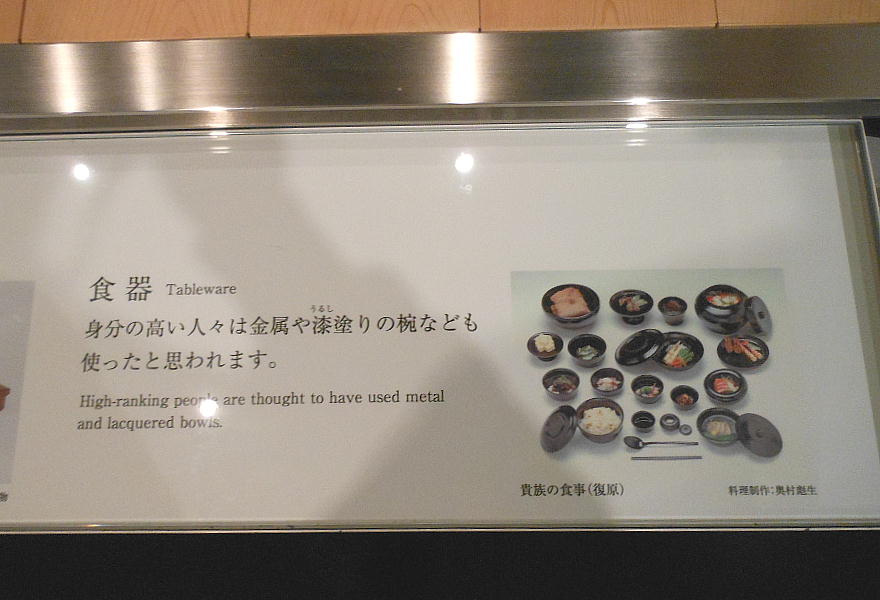 食器 Tableware
うるし
身分の高い人々は金属や漆塗りの椀なども
使ったと思われます。
High-ranking people are thought to have used metal
and lacquered bowls.
貴族の食事(復原)
料理制作:奥村彪生
物